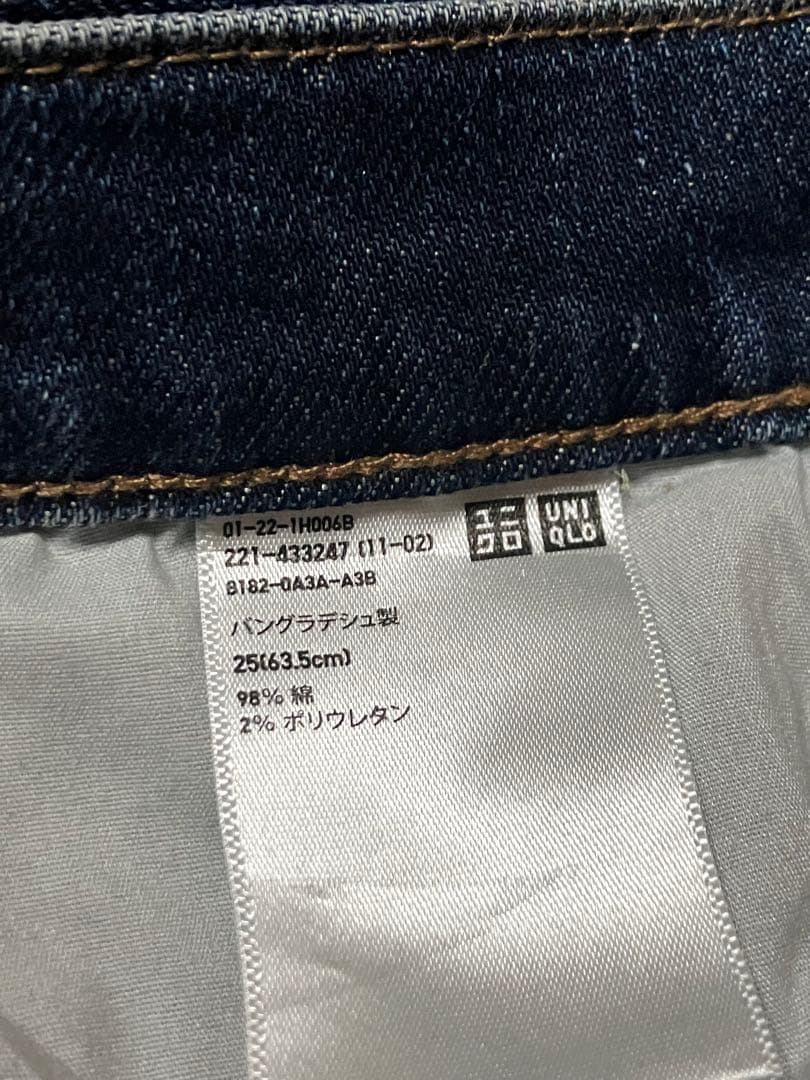 01-22-1H006B
221-433247 (11-02)
8182-0A3A-A3B
バングラデシュ製
25(63.5cm)
98% 綿
2% ポリウレタン
ユニ
クロ
UNI
QLO